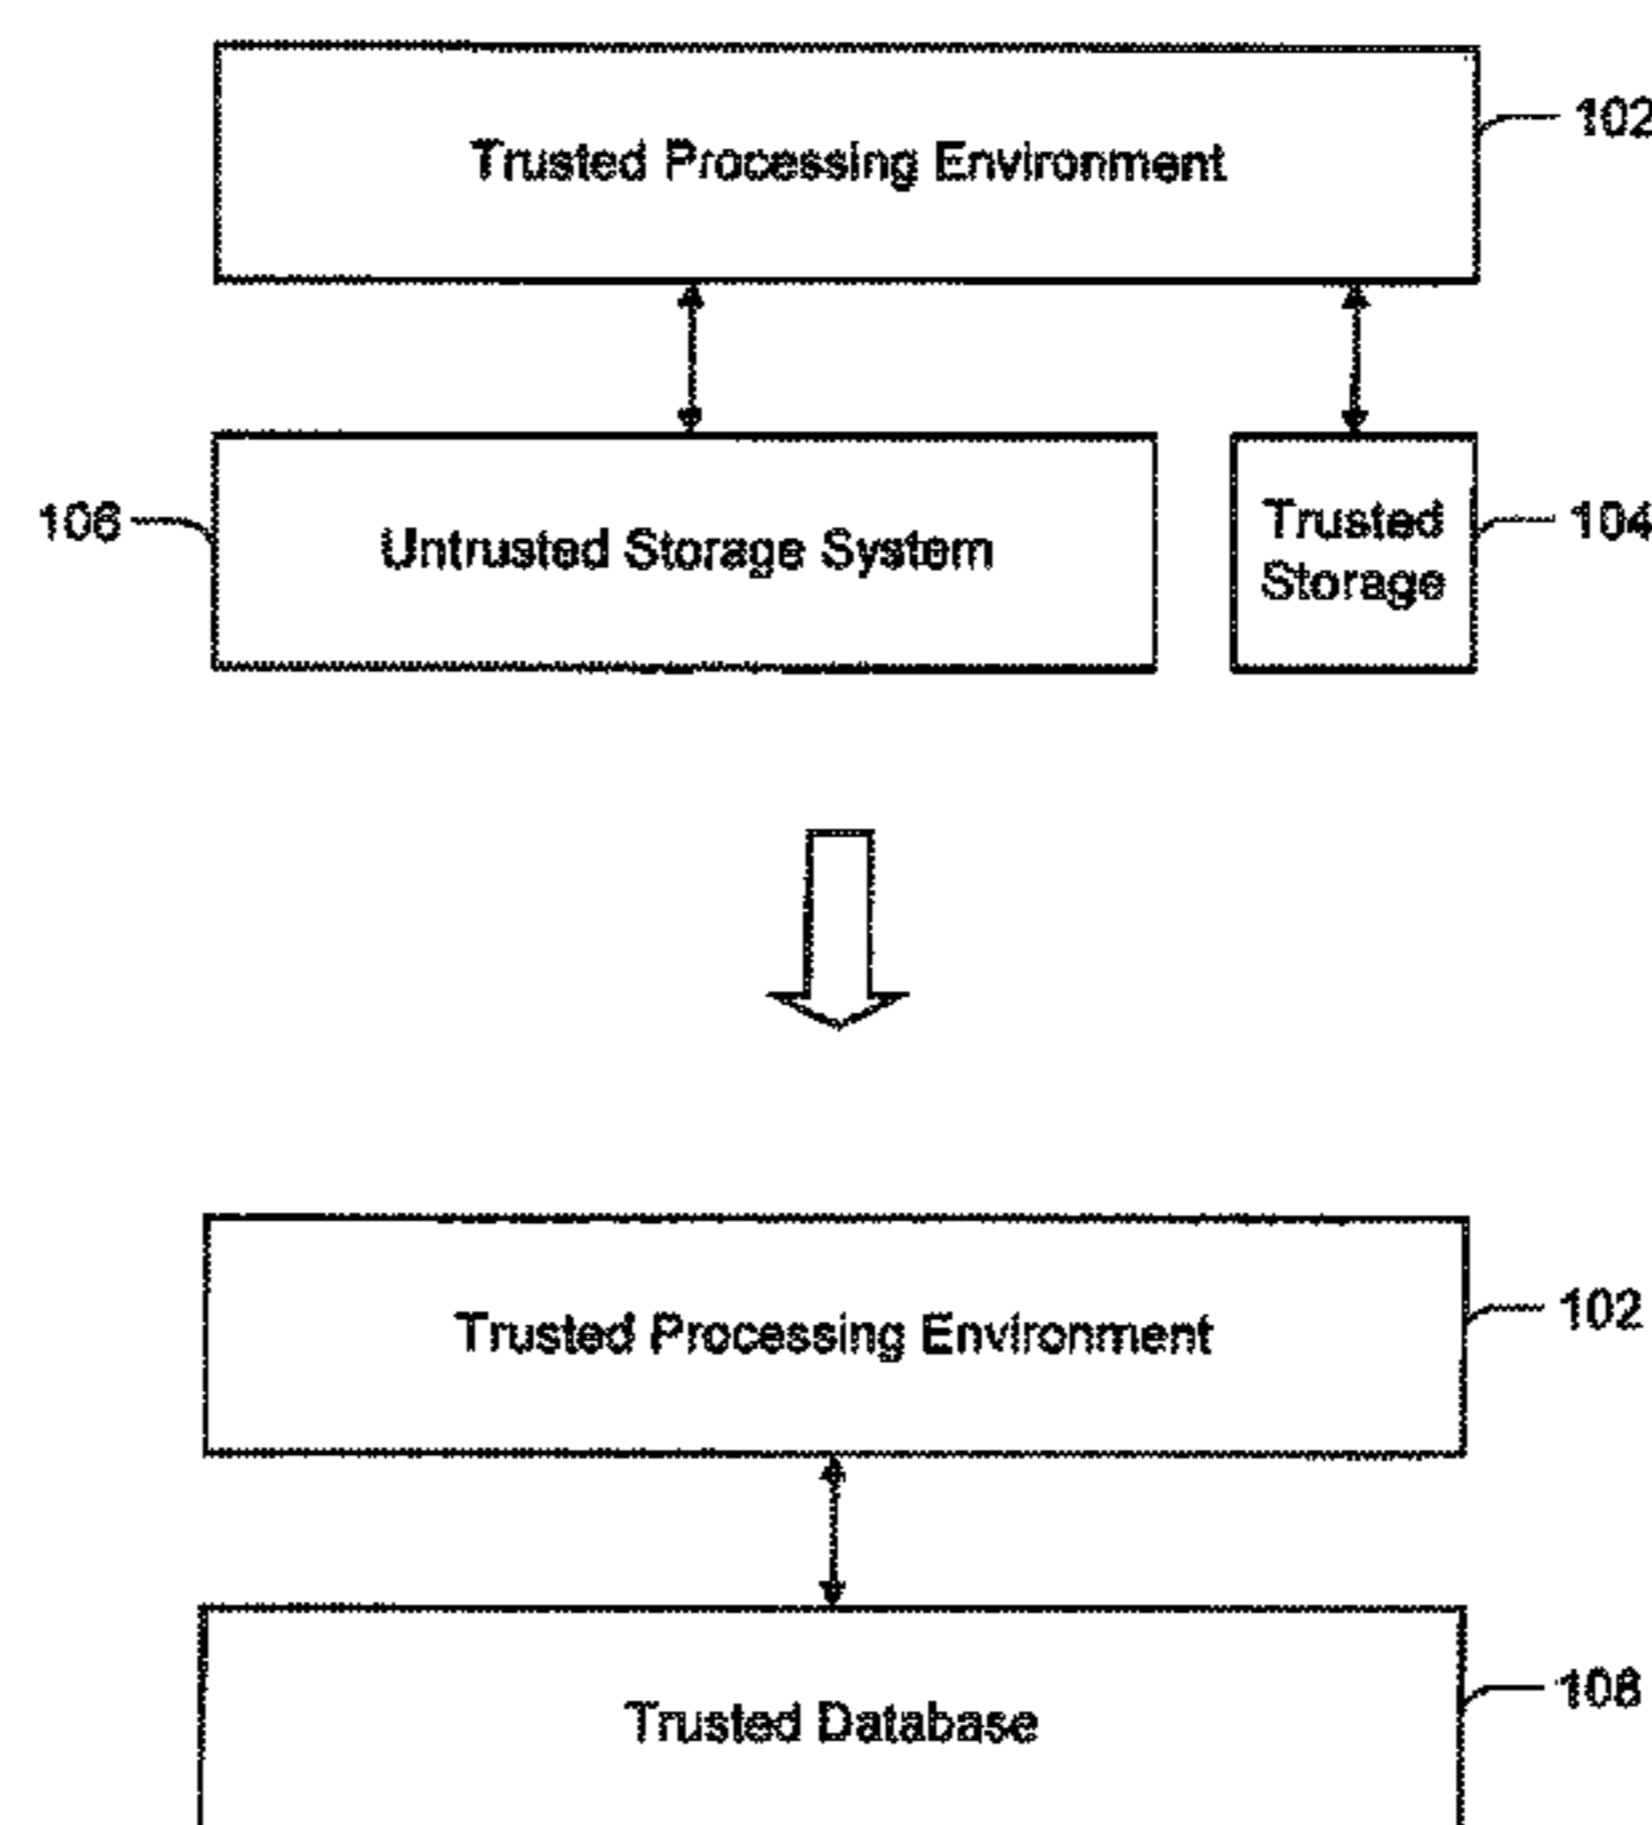 Trusted Processing Environment
102
106
Untrusted Storage System
Trusted
Storage
104
Trusted Processing Environment
102
Trusted Database
108